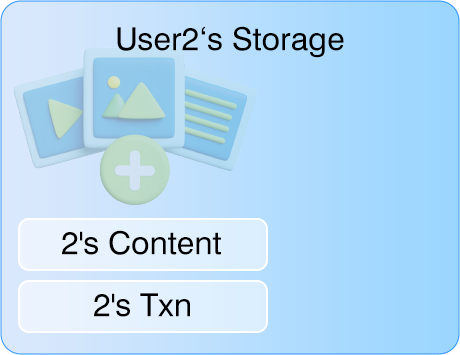 User2‘s Storage
2's Content
2's Txn